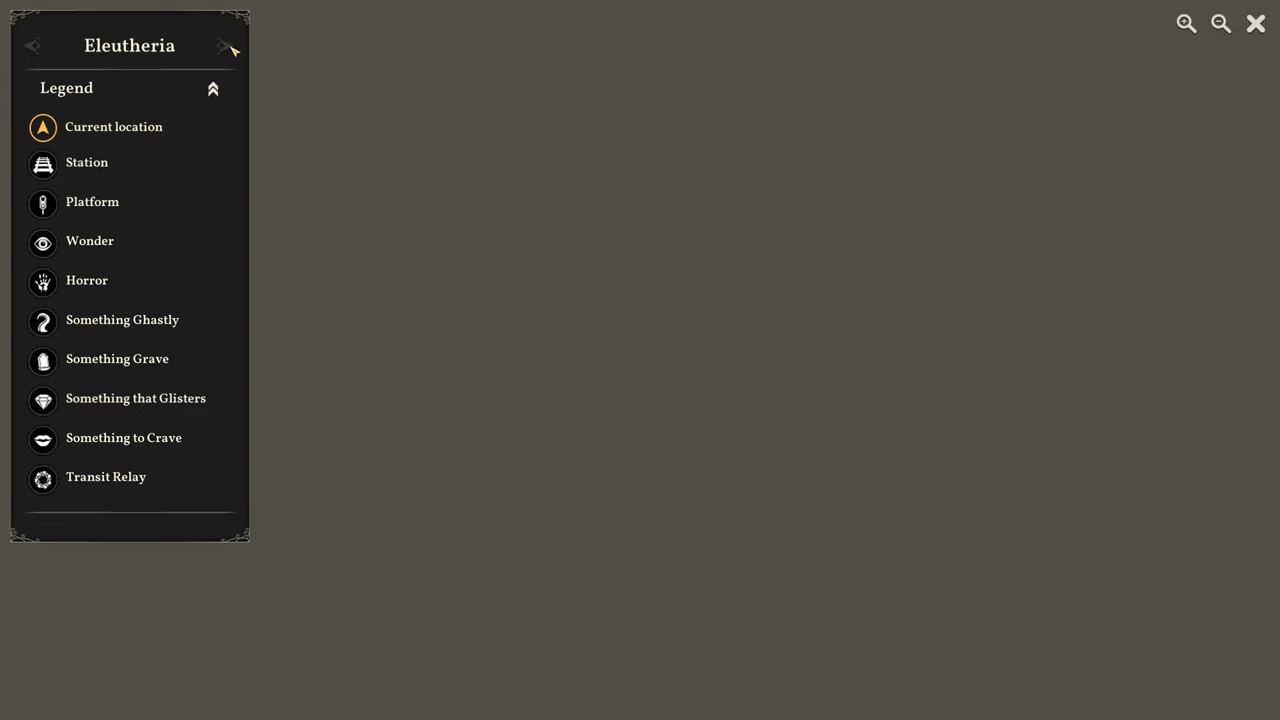 Eleutheria
Legend
Current location
Station
Platform
Wonder
Horror
Something Ghastly
Something Grave
Something that Glisters
Something to Crave
Transit Relay